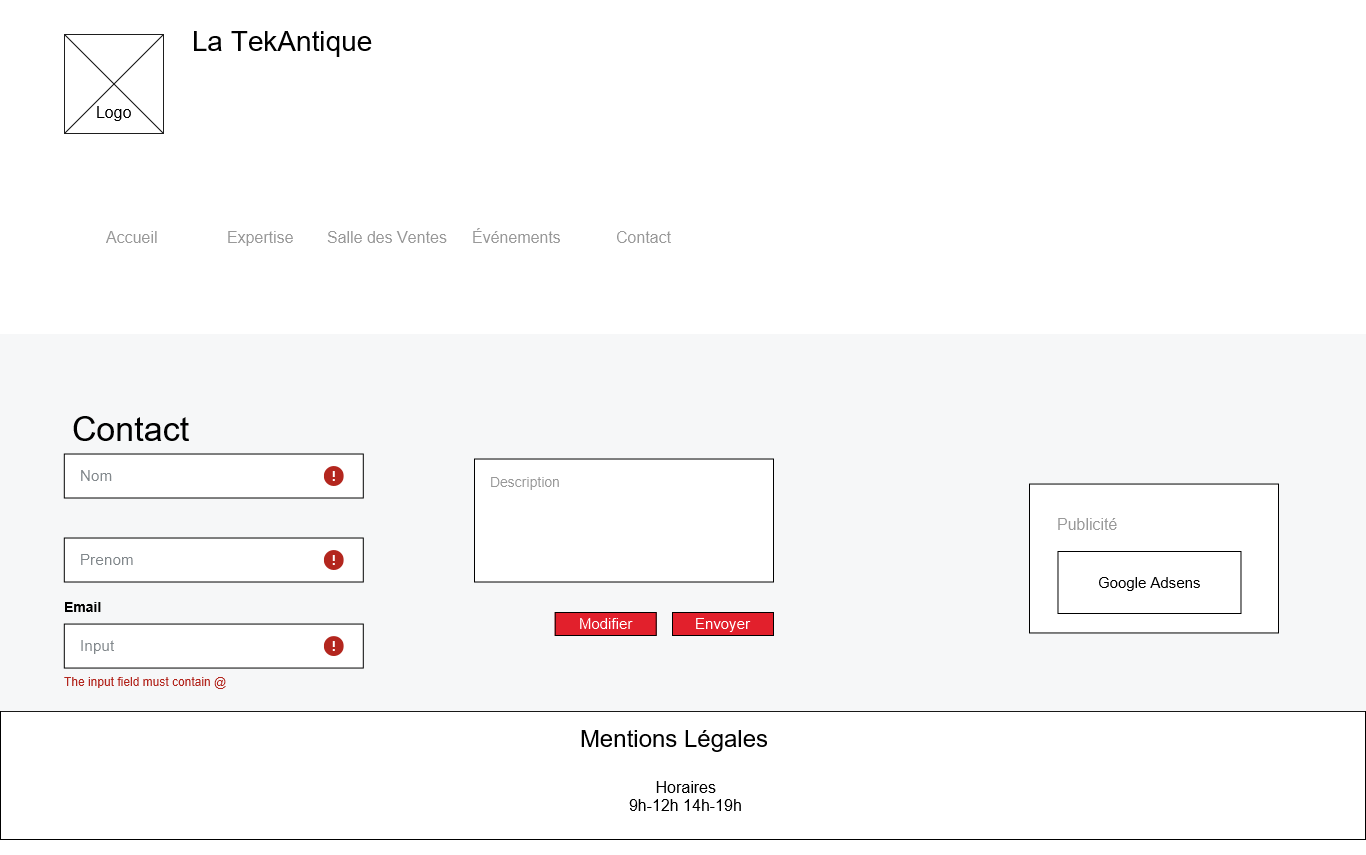 La TekAntique
Logo
Accueil
Expertise
Salle des Ventes
Événements
Contact
Contact
Nom
!
Prenom
!
Email
Input
!
The input field must contain @
Description
Modifier
Envoyer
Publicité
Google Adsens
Mentions Légales
Horaires
9h-12h 14h-19h